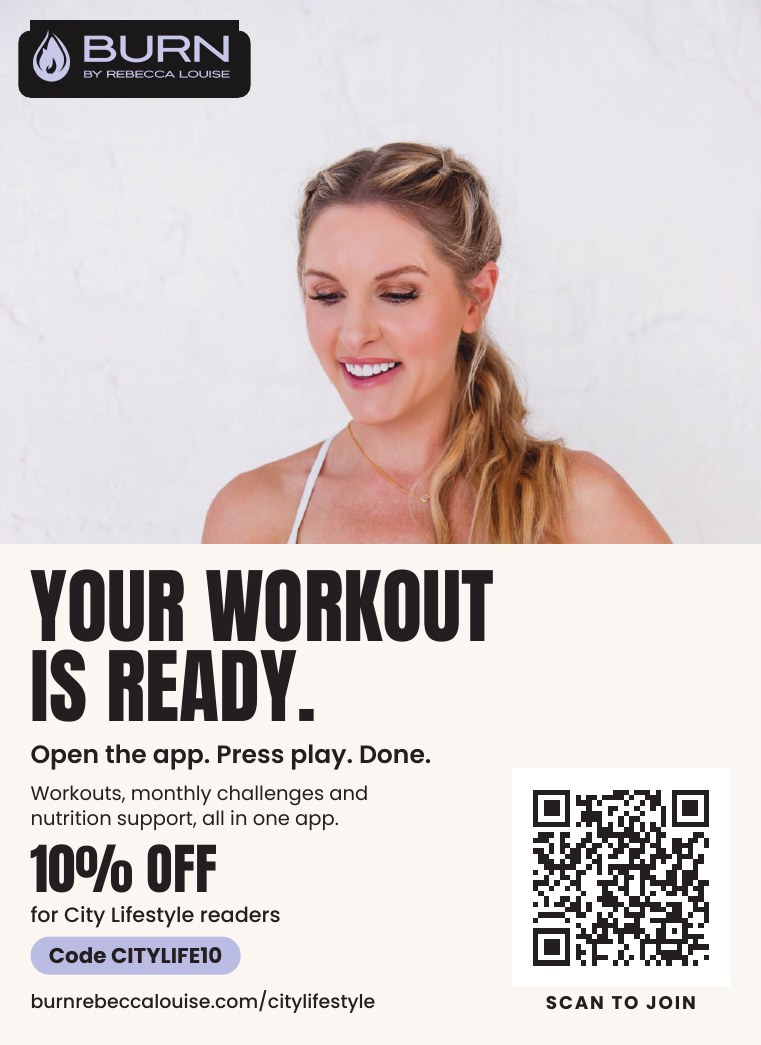 BURN
BY REBECCA LOUISE
YOUR WORKOUT
IS READY.
Open the app. Press play. Done.
Workouts, monthly challenges and
nutrition support, all in one app.
10% OFF
for City Lifestyle readers
Code CITYLIFE10
burnrebeccalouise.com/citylifestyle
SCAN TO JOIN